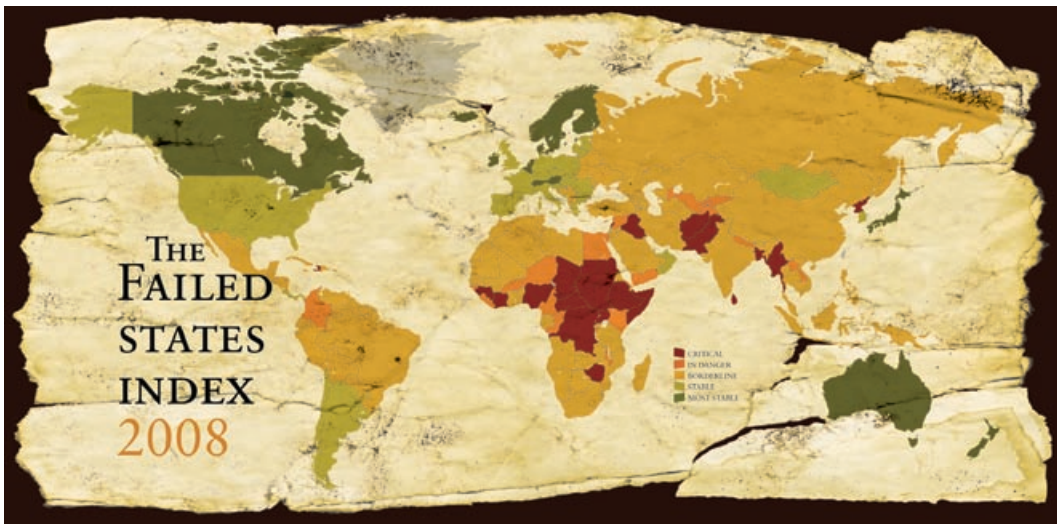 THE
FAILED
STATES
INDEX
2008
CRITICAL
IN DANGER
BORDERLINE
STABLE
MOST STABLE